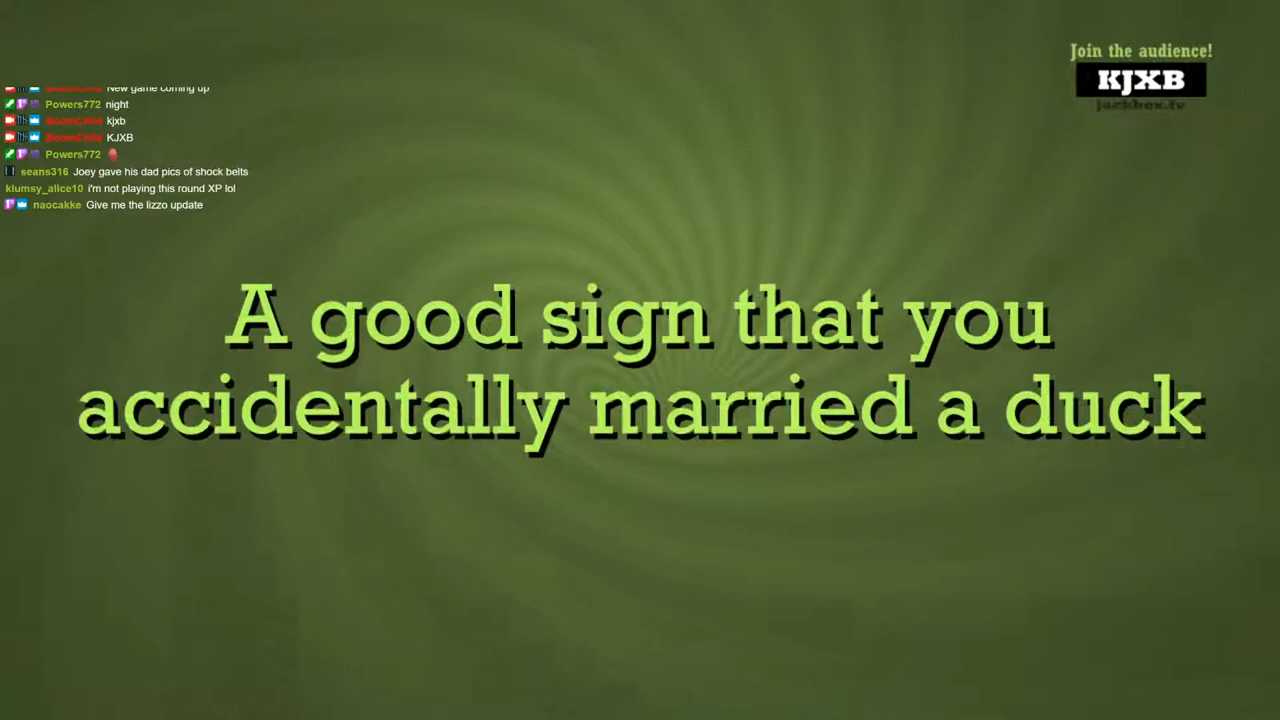 Join the audience!
KJXB
jackbox.tv
New game coming up
Powers772 night
BoomChild kjxb
BoomChild KJXB
Powers772
seans316 Joey gave his dad pics of shock belts
klumsy_alice10 i'm not playing this round XP lol
naocakke Give me the lizzo update
A good sign that you
accidentally married a duck